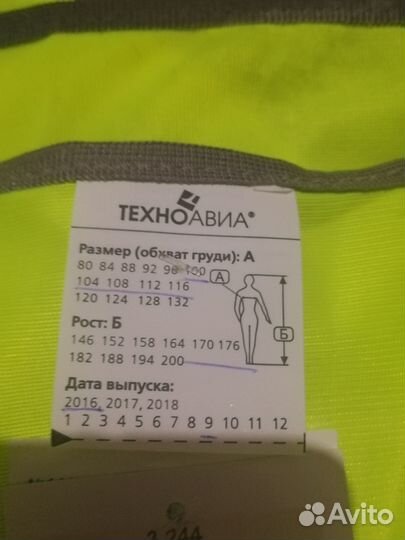 ТЕХНОАВИА®
Размер (обхват груди): А
80 84 88 92 96 100
104 108 112 116
120 124 128 132
Рост: Б
146 152 158 164 170 176
182 188 194 200
А
Б
Дата выпуска:
2016, 2017, 2018
1 2 3 4 5 6 7 8 9 10 11 12
Avito